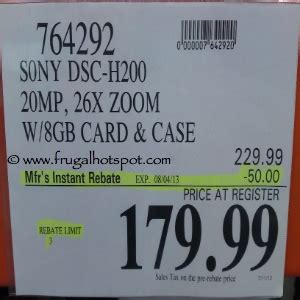 764292
0000007 642920
SONY DSC-H200
20MP, 26X ZOOM
W/8GB CARD & CASE
www.frugalhotspot.com
229.99
Mfr's Instant Rebate EXP. 08/04/13 -50.00
PRICE AT REGISTER
REBATE LIMIT
3
179.99
Sales Tax on the pre-rebate price